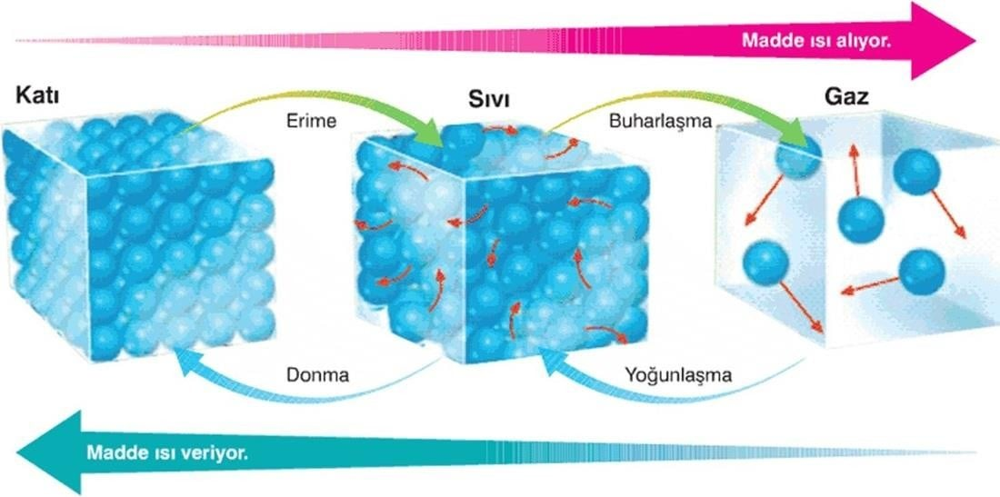 Madde ısı alıyor.
Katı
Sıvı
Gaz
Erime
Buharlaşma
Donma
Yoğunlaşma
Madde ısı veriyor.